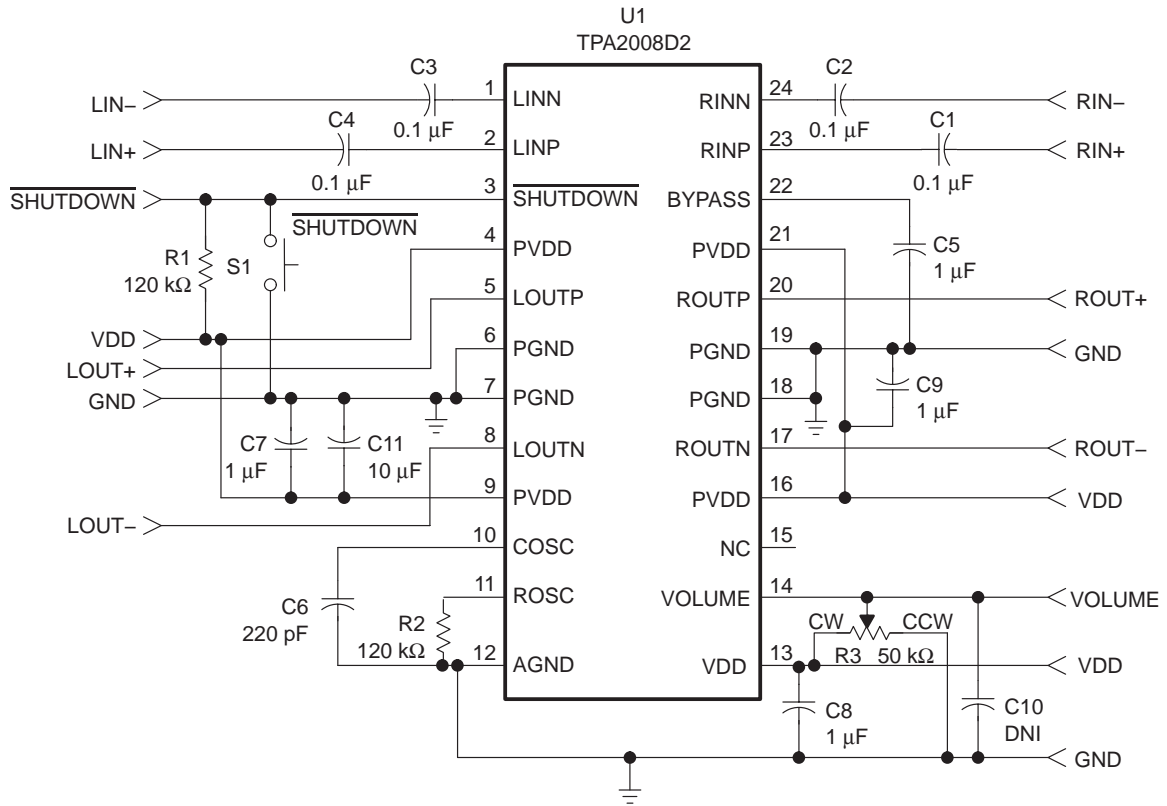 U1
TPA2008D2
C3
C2
1
LINN
RINN
24
LIN–
RIN–
C4
0.1 μF
0.1 μF
C1
2
LINP
RINP
23
LIN+
RIN+
0.1 μF
0.1 μF
3
SHUTDOWN
BYPASS
22
SHUTDOWN
SHUTDOWN
4
PVDD
PVDD
21
C5
1 μF
R1
120 kΩ
S1
5
LOUTP
ROUTP
20
ROUT+
VDD
6
PGND
PGND
19
GND
LOUT+
GND
7
PGND
PGND
18
C9
1 μF
C7
1 μF
C11
10 μF
8
LOUTN
ROUTN
17
ROUT–
9
PVDD
PVDD
16
VDD
LOUT–
10
COSC
NC
15
11
ROSC
VOLUME
14
VOLUME
C6
220 pF
R2
120 kΩ
CW
CCW
R3 50 kΩ
12
AGND
VDD
13
VDD
C8
1 μF
C10
DNI
GND